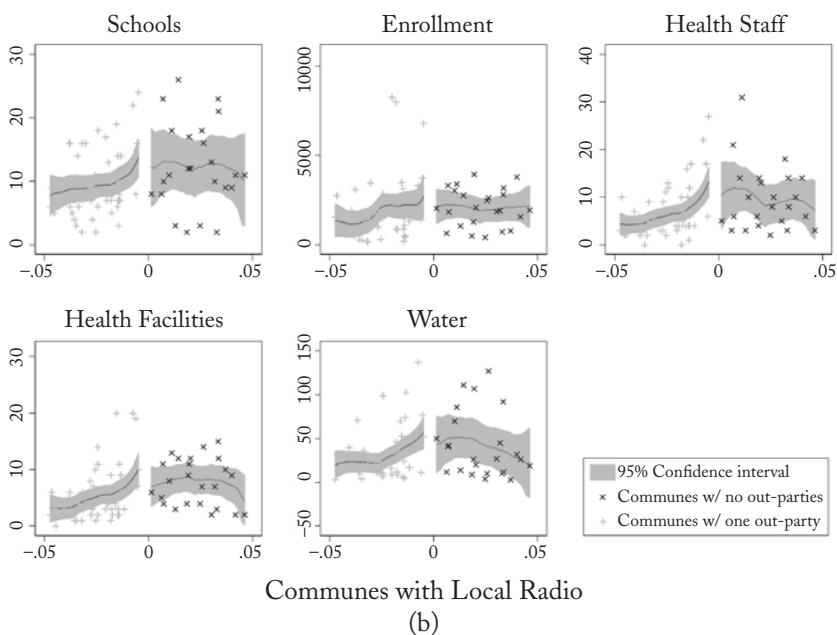 Schools
Enrollment
Health Staff
30
20
10
0
−.05 0 .05
10000
5000
0
−.05 0 .05
40
30
20
10
0
−.05 0 .05
Health Facilities
Water
30
20
10
0
−.05 0 .05
150
100
50
0
−50
−.05 0 .05
95% Confidence interval
Communes w/ no out-parties
Communes w/ one out-party
Communes with Local Radio
(b)